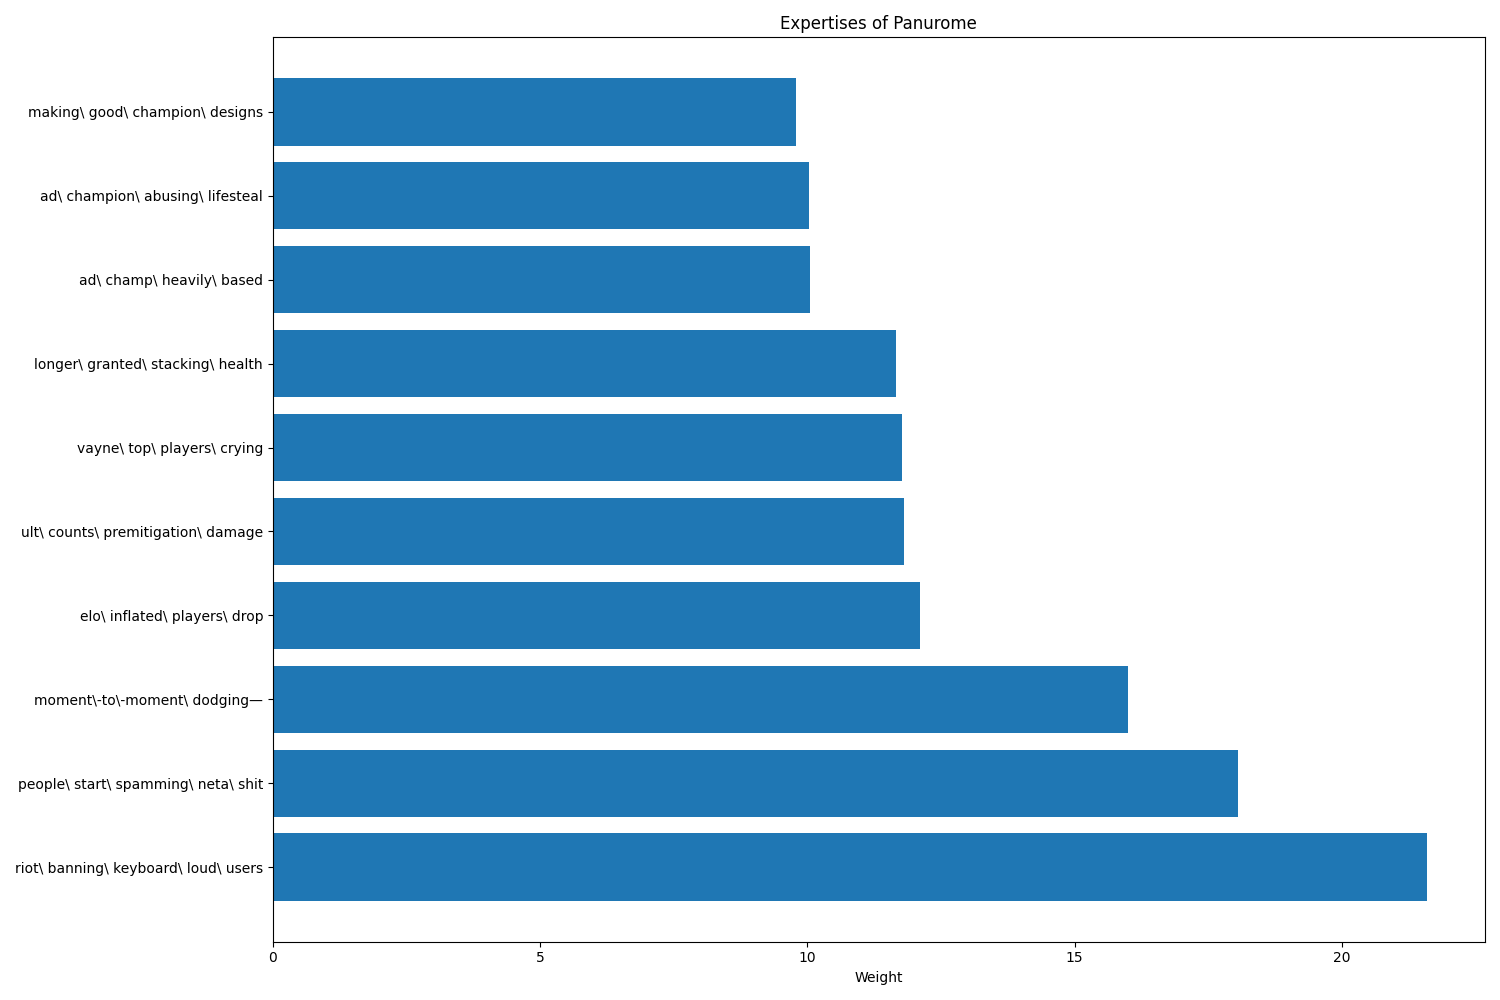 Expertises of Panurome
making\ good\ champion\ designs
ad\ champion\ abusing\ lifesteal
ad\ champ\ heavily\ based
longer\ granted\ stacking\ health
vayne\ top\ players\ crying
ult\ counts\ premitigation\ damage
elo\ inflated\ players\ drop
moment\-to\-moment\ dodging—
people\ start\ spamming\ neta\ shit
riot\ banning\ keyboard\ loud\ users
0 5 10 15 20
Weight